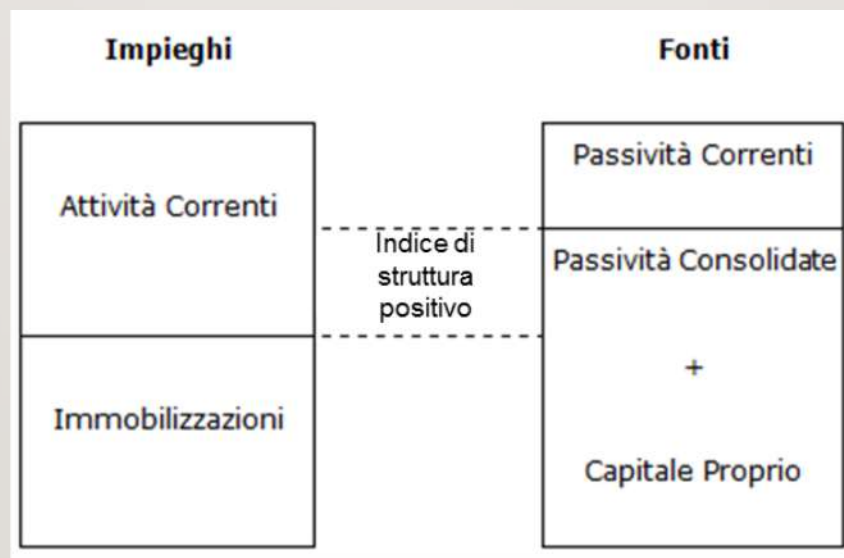 Impieghi
Fonti
Attività Correnti
Immobilizzazioni
Indice di
struttura
positivo
Passività Correnti
Passività Consolidate
+
Capitale Proprio